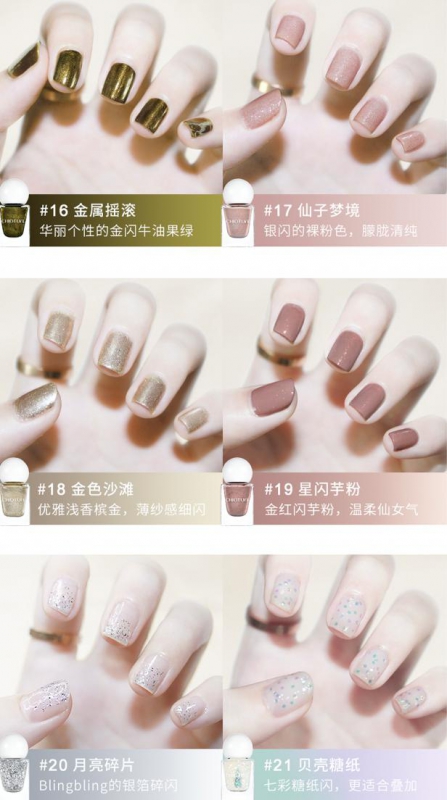 #16 金属摇滚
华丽个性的金闪牛油果绿
#17 仙子梦境
银闪的裸粉色，朦胧清纯
#18 金色沙滩
优雅浅香槟金，薄纱感细闪
#19 星闪芋粉
金红闪芋粉，温柔仙女气
#20 月亮碎片
Blingbling的银箔碎闪
#21 贝壳糖纸
七彩糖纸闪，更适合叠加